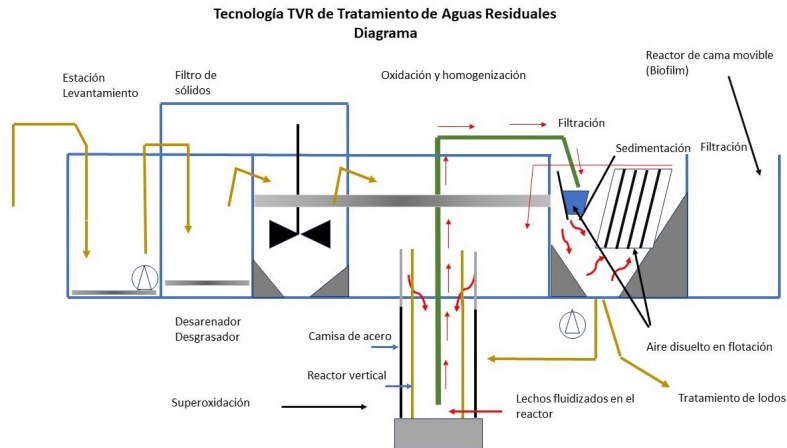 Tecnología TVR de Tratamiento de Aguas Residuales
Diagrama
Estación
Levantamiento
Filtro de
sólidos
Oxidación y homogenización
Reactor de cama movible
(Biofilm)
Filtración
Sedimentación
Filtración
Desarenador
Desgrasador
Camisa de acero
Reactor vertical
Superoxidación
Aire disuelto en flotación
Lechos fluidizados en el
reactor
Tratamiento de lodos